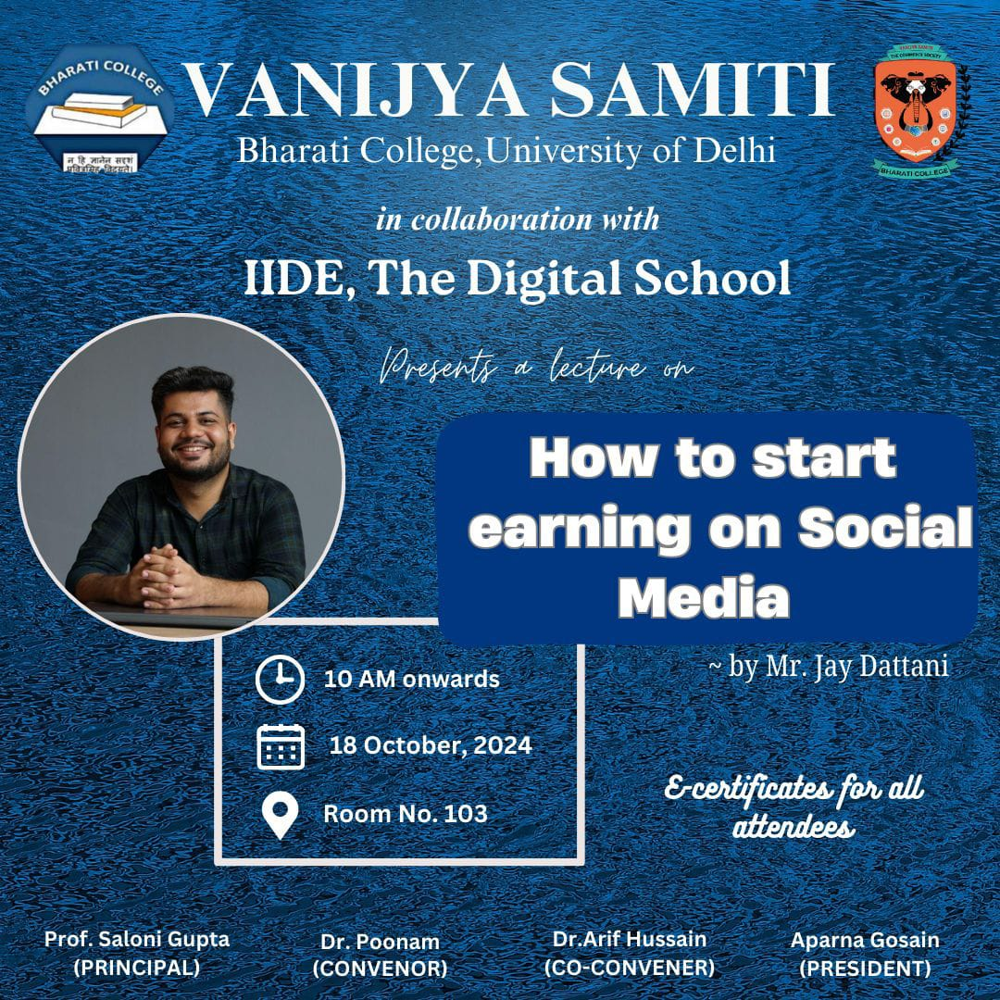 BHARATI COLLEGE
न हि ज्ञानेन सदृशं
पवित्रमिह विद्यते।
VANIJYA SAMITI
Bharati College,University of Delhi
VANIJYA SAMITI
THE COMMERCE SOCIETY
BHARATI COLLEGE
in collaboration with
IIDE, The Digital School
Presents a lecture on
How to start
earning on Social
Media
~ by Mr. Jay Dattani
10 AM onwards
18 October, 2024
Room No. 103
E-certificates for all
attendees
Prof. Saloni Gupta
(PRINCIPAL)
Dr. Poonam
(CONVENOR)
Dr.Arif Hussain
(CO-CONVENER)
Aparna Gosain
(PRESIDENT)